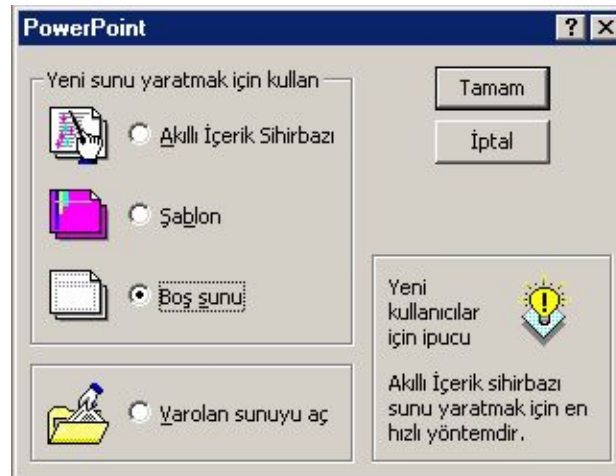 PowerPoint
Yeni sunu yaratmak için kullan
Akıllı İçerik Sihirbazı
Şablon
Boş sunu
Varolan sunuyu aç
Tamam
İptal
Yeni
kullanıcılar
için ipucu
Akıllı İçerik sihirbazı
sunu yaratmak için en
hızlı yöntemdir.